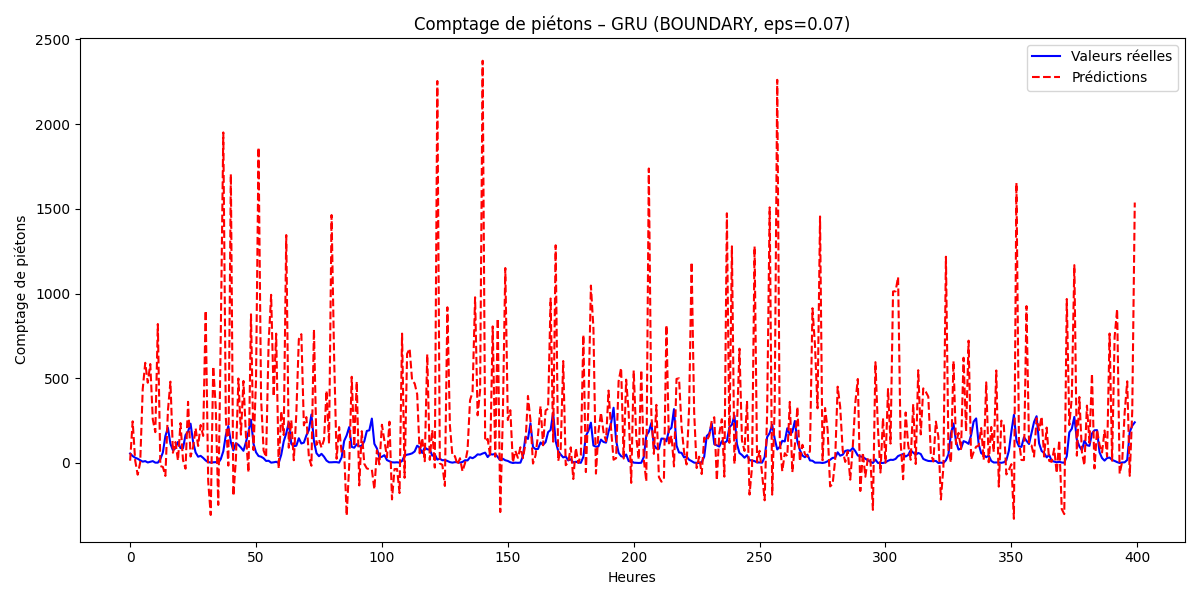 Comptage de piétons – GRU (BOUNDARY, eps=0.07)
Valeurs réelles
Prédictions
Comptage de piétons
2500
2000
1500
1000
500
0
0 50 100 150 200 250 300 350 400
Heures